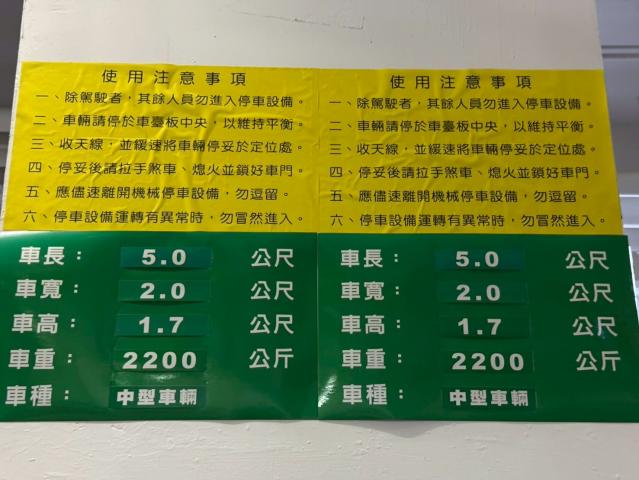 使用注意事項
一、除駕駛者，其餘人員勿進入停車設備。
二、車輛請停於車臺板中央，以維持平衡。
三、收天線，並緩速將車輛停妥於定位處。
四、停妥後請拉手煞車、熄火並鎖好車門。
五、應儘速離開機械停車設備，勿逗留。
六、停車設備運轉有異常時，勿冒然進入。
車長： 5.0 公尺
車寬： 2.0 公尺
車高： 1.7 公尺
車重： 2200 公斤
車種： 中型車輛
使用注意事項
一、除駕駛者，其餘人員勿進入停車設備。
二、車輛請停於車臺板中央，以維持平衡。
三、收天線，並緩速將車輛停妥於定位處。
四、停妥後請拉手煞車、熄火並鎖好車門。
五、應儘速離開機械停車設備，勿逗留。
六、停車設備運轉有異常時，勿冒然進入。
車長： 5.0 公尺
車寬： 2.0 公尺
車高： 1.7 公尺
車重： 2200 公斤
車種： 中型車輛